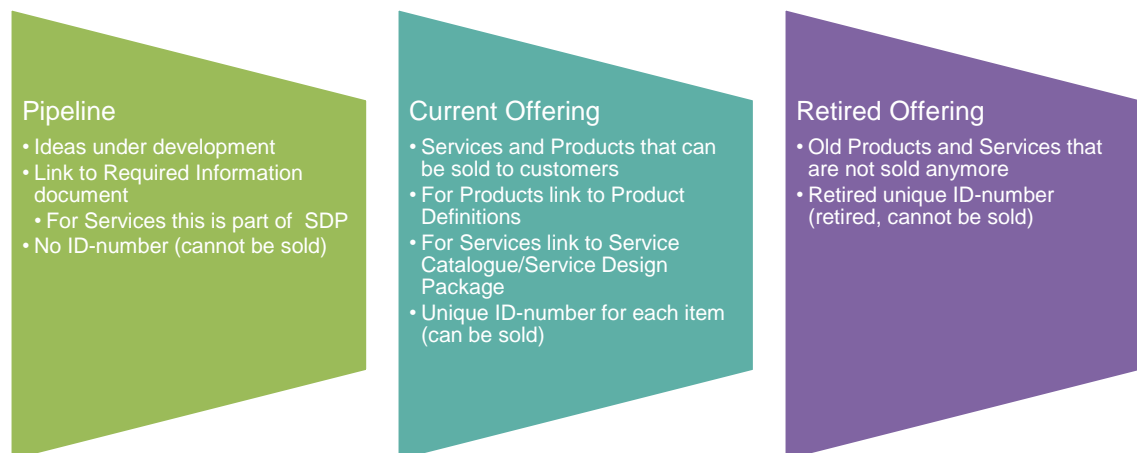 Pipeline
• Ideas under development
• Link to Required Information
document
• For Services this is part of  SDP
• No ID-number (cannot be sold)
Current Offering
• Services and Products that can
be sold to customers
• For Products link to Product
Definitions
• For Services link to Service
Catalogue/Service Design
Package
• Unique ID-number for each item
(can be sold)
Retired Offering
• Old Products and Services that
are not sold anymore
• Retired unique ID-number
(retired, cannot be sold)